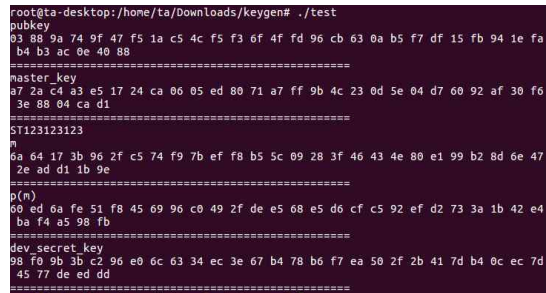 root@ta-desktop:/home/ta/Downloads/keygen# ./test
pubkey
03 88 9a 74 9f 47 f5 1a c5 4c f5 f3 6f 4f fd 96 cb 63 0a b5 f7 df 15 fb 94 1e fa
b4 b3 ac 0e 40 88
==================================================
master_key
a7 2a c4 a3 e5 17 24 ca 06 05 ed 80 71 a7 ff 9b 4c 23 0d 5e 04 d7 60 92 af 30 f6
3e 88 04 ca d1
==================================================
ST123123123
m
6a 64 17 3b 96 2f c5 74 f9 7b ef f8 b5 5c 09 28 3f 46 43 4e 80 e1 99 b2 8d 6e 47
2e ad d1 1b 9e
==================================================
p(m)
60 ed 6a fe 51 f8 45 69 96 c0 49 2f de e5 68 e5 d6 cf c5 92 ef d2 73 3a 1b 42 e4
ba f4 a5 98 fb
==================================================
dev_secret_key
98 f0 9b 3b c2 96 e0 6c 63 34 ec 3e 67 b4 78 b6 f7 ea 50 2f 2b 41 7d b4 0c ec 7d
45 77 de ed dd
==================================================